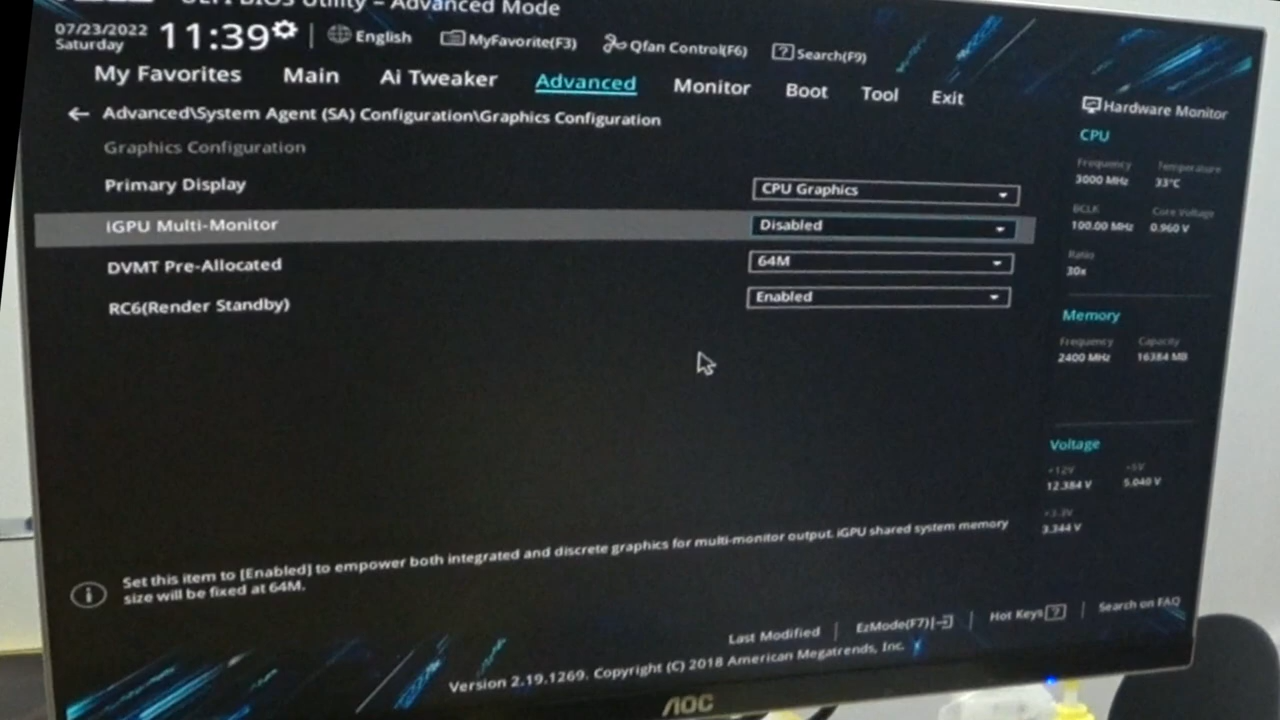 UEFI BIOS Utility – Advanced Mode
07/23/2022
Saturday
11:39
English
MyFavorite(F3)
Qfan Control(F6)
Search(F9)
My Favorites Main Ai Tweaker Advanced Monitor Boot Tool Exit
Advanced\System Agent (SA) Configuration\Graphics Configuration
Graphics Configuration
Primary Display CPU Graphics
iGPU Multi-Monitor Disabled
DVMT Pre-Allocated 64M
RC6(Render Standby) Enabled
Set this item to [Enabled] to empower both integrated and discrete graphics for multi-monitor output. iGPU shared system memory
size will be fixed at 64M.
Hardware Monitor
CPU
Frequency Temperature
3000 MHz 33°C
BCLK Core Voltage
100.00 MHz 0.960 V
Ratio
30x
Memory
Frequency Capacity
2400 MHz 16384 MB
Voltage
+12V +5V
12.384 V 5.040 V
+3.3V
3.344 V
Last Modified EzMode(F7) Hot Keys ? Search on FAQ
Version 2.19.1269. Copyright (C) 2018 American Megatrends, Inc.
AOC